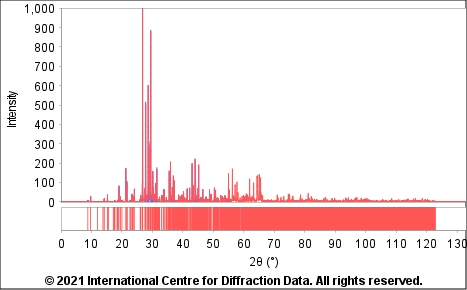 1,000
900
800
700
600
500
400
300
200
100
0
Intensity
0 10 20 30 40 50 60 70 80 90 100 110 120 130
2θ (°)
© 2021 International Centre for Diffraction Data. All rights reserved.